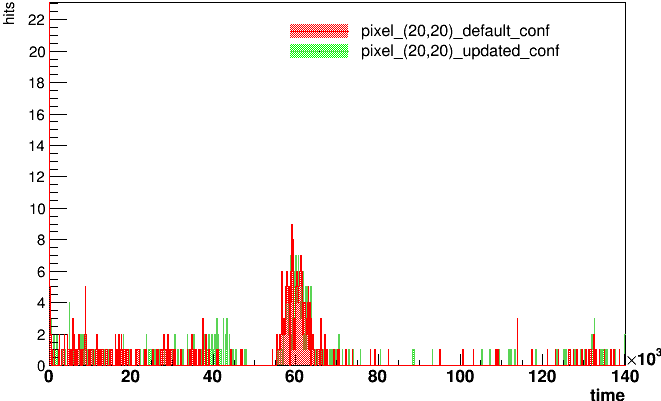 hits
22
20
18
16
14
12
10
8
6
4
2
0
pixel_(20,20)_default_conf
pixel_(20,20)_updated_conf
0 20 40 60 80 100 120 140
×10³
time